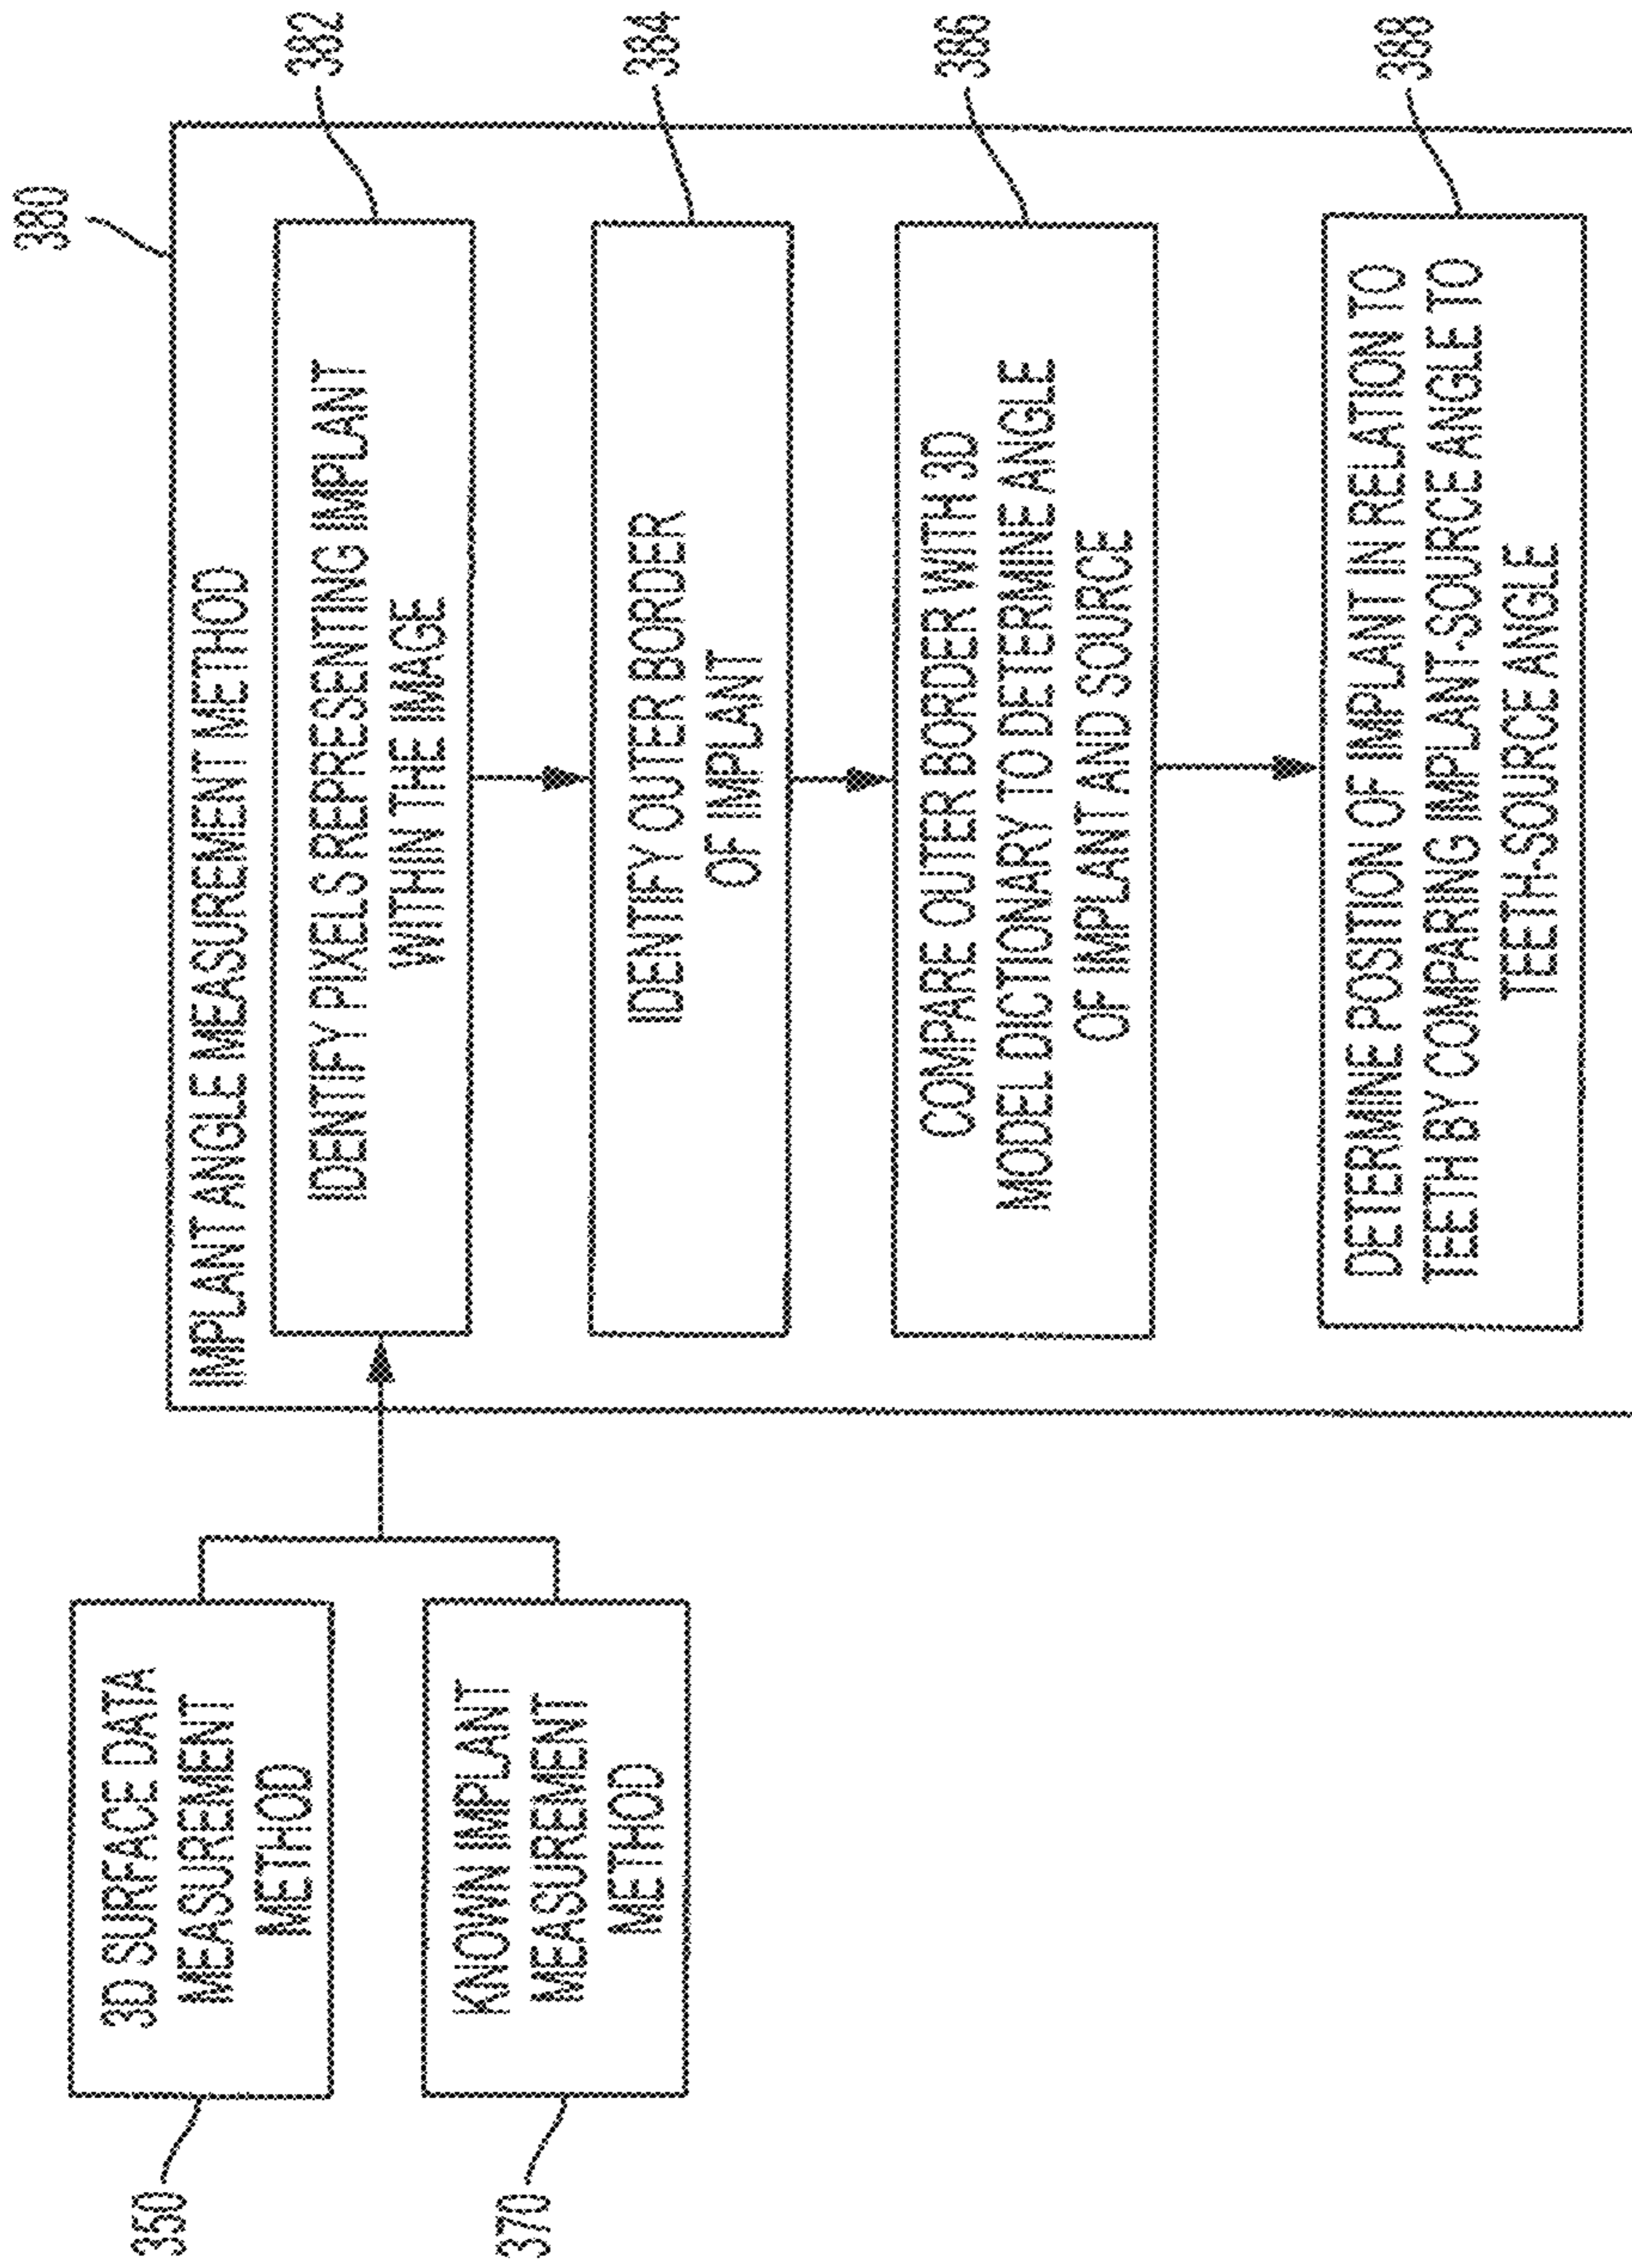 380
IMPLANT ANGLE MEASUREMENT METHOD
382
IDENTIFY PIXELS REPRESENTING IMPLANT
WITHIN THE IMAGE
384
IDENTIFY OUTER BORDER
OF IMPLANT
386
COMPARE OUTER BORDER WITH 3D
MODEL DICTIONARY TO DETERMINE ANGLE
OF IMPLANT AND SOURCE
388
DETERMINE POSITION OF IMPLANT IN RELATION TO
TEETH BY COMPARING IMPLANT-SOURCE ANGLE TO
TEETH-SOURCE ANGLE
350
3D SURFACE DATA
MEASUREMENT
METHOD
370
KNOWN IMPLANT
MEASUREMENT
METHOD